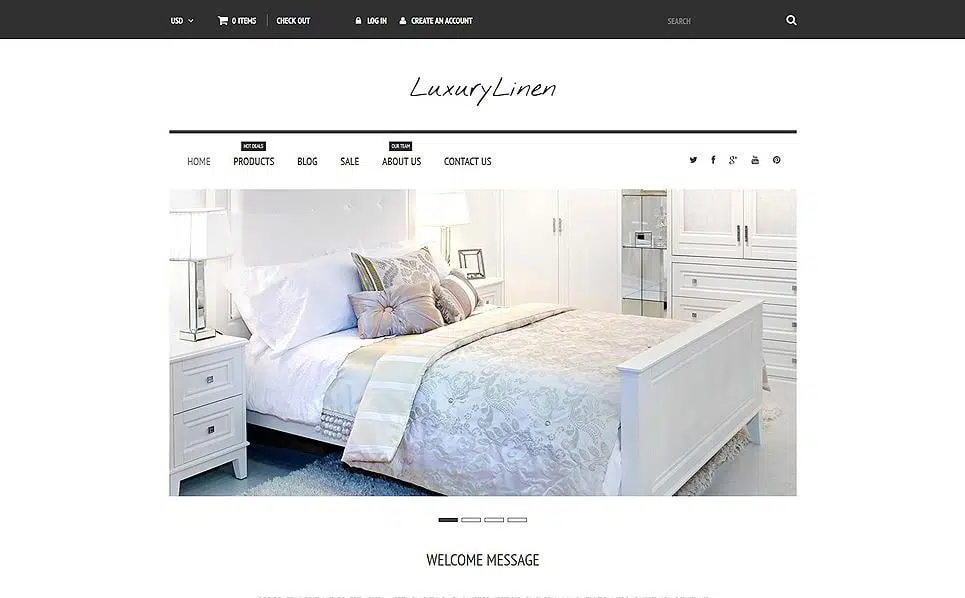 USD 0 ITEMS CHECK OUT LOG IN CREATE AN ACCOUNT SEARCH
LuxuryLinen
HOT DEALS OUR TEAM
HOME PRODUCTS BLOG SALE ABOUT US CONTACT US
WELCOME MESSAGE